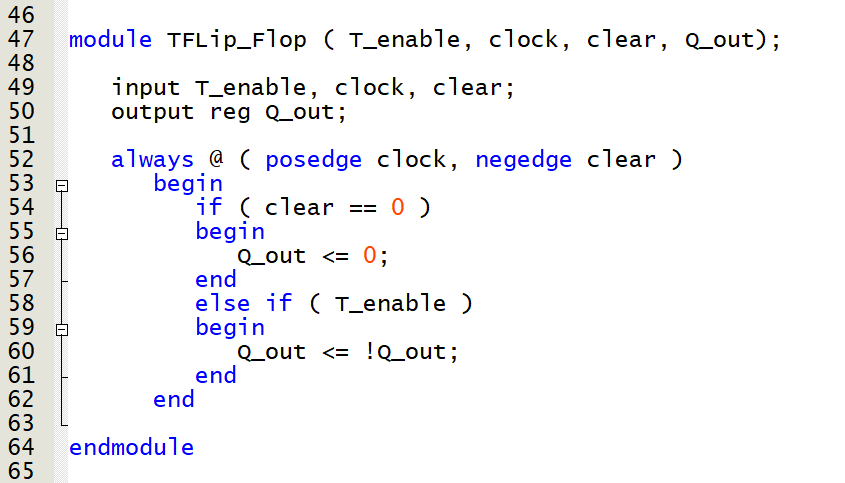 46
47 module TFLip_Flop ( T_enable, clock, clear, Q_out);
48
49 input T_enable, clock, clear;
50 output reg Q_out;
51
52 always @ ( posedge clock, negedge clear )
53 begin
54 if ( clear == 0 )
55 begin
56 Q_out <= 0;
57 end
58 else if ( T_enable )
59 begin
60 Q_out <= !Q_out;
61 end
62 end
63
64 endmodule
65